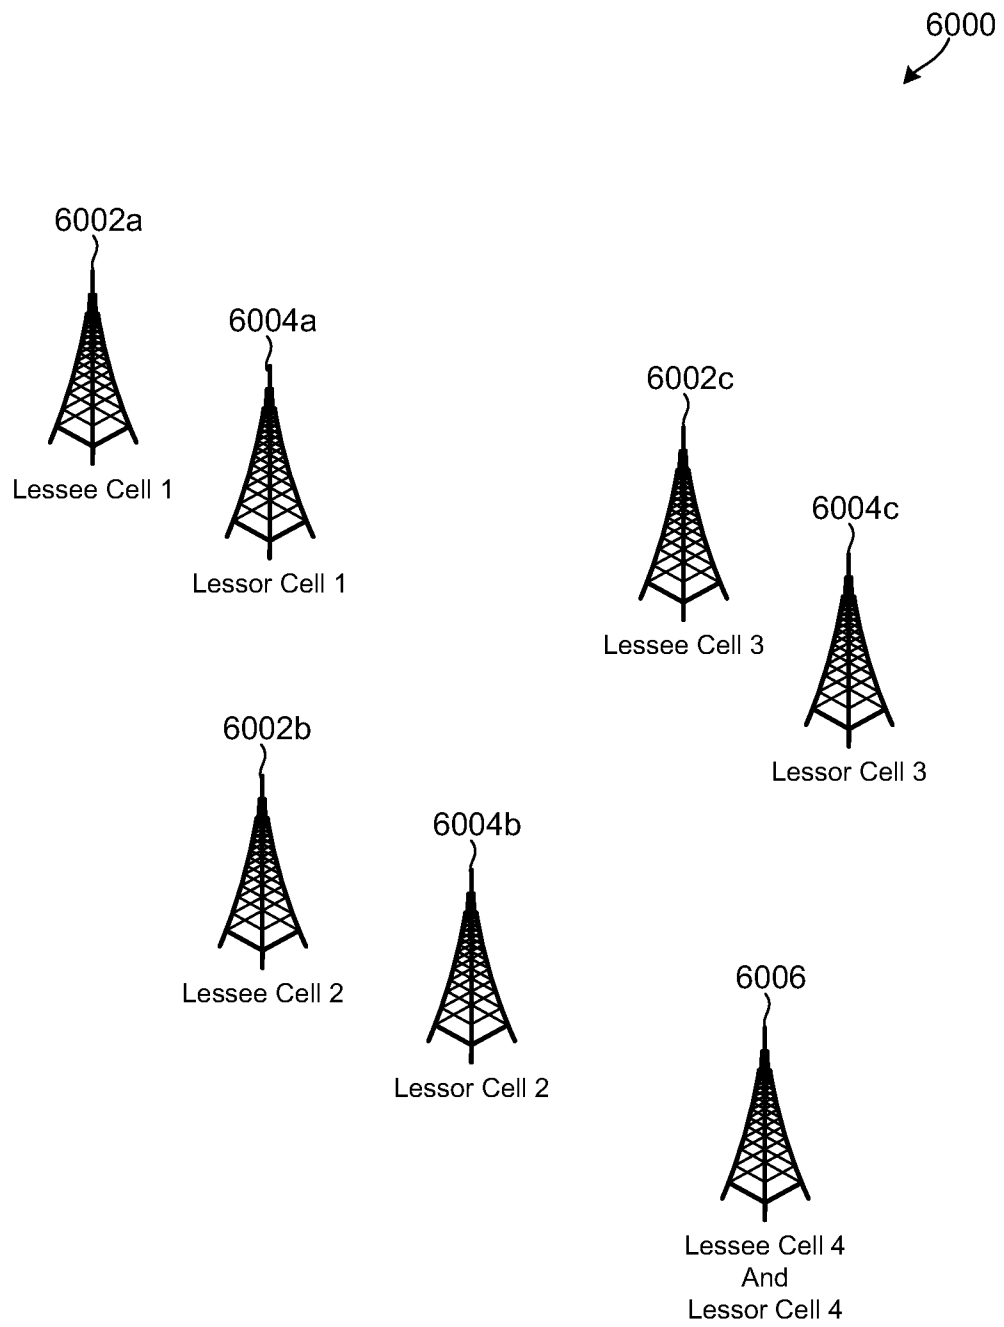 6000
6002a
6004a
6002c
Lessee Cell 1
6004c
Lessor Cell 1
Lessee Cell 3
6002b
Lessor Cell 3
6004b
6006
Lessee Cell 2
Lessor Cell 2
Lessee Cell 4
And
Lessor Cell 4